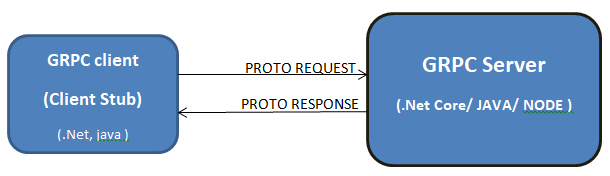 GRPC client
(Client Stub)
(.Net, java )
PROTO REQUEST
PROTO RESPONSE
GRPC Server
(.Net Core/ JAVA/ NODE )